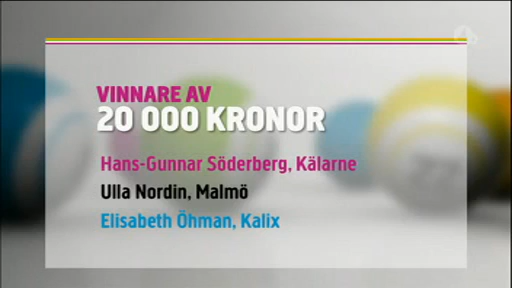 VINNARE AV
20 000 KRONOR
Hans-Gunnar Söderberg, Kälarne
Ulla Nordin, Malmö
Elisabeth Öhman, Kalix